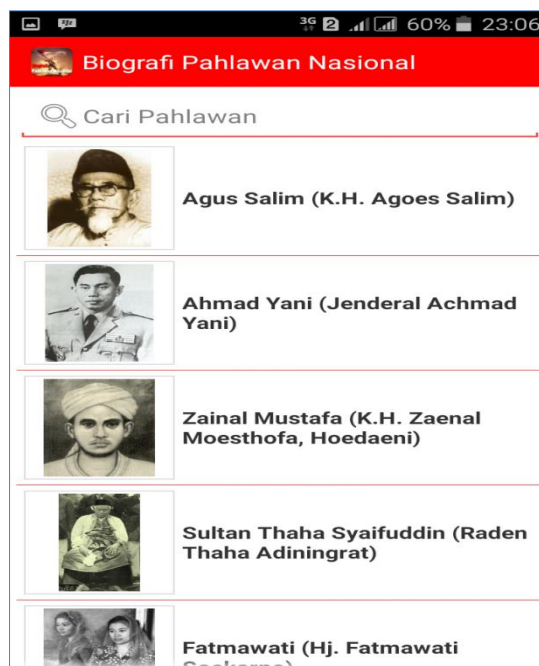 3G 2 60% 23:06
Biografi Pahlawan Nasional
Cari Pahlawan
Agus Salim (K.H. Agoes Salim)
Ahmad Yani (Jenderal Achmad
Yani)
Zainal Mustafa (K.H. Zaenal
Moesthofa, Hoedaeni)
Sultan Thaha Syaifuddin (Raden
Thaha Adiningrat)
Fatmawati (Hj. Fatmawati